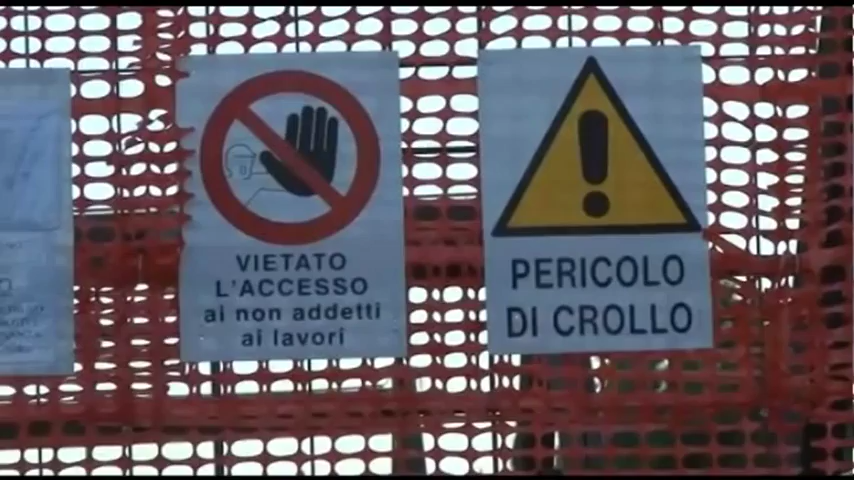 VIETATO
L'ACCESSO
ai non addetti
ai lavori
PERICOLO
DI CROLLO